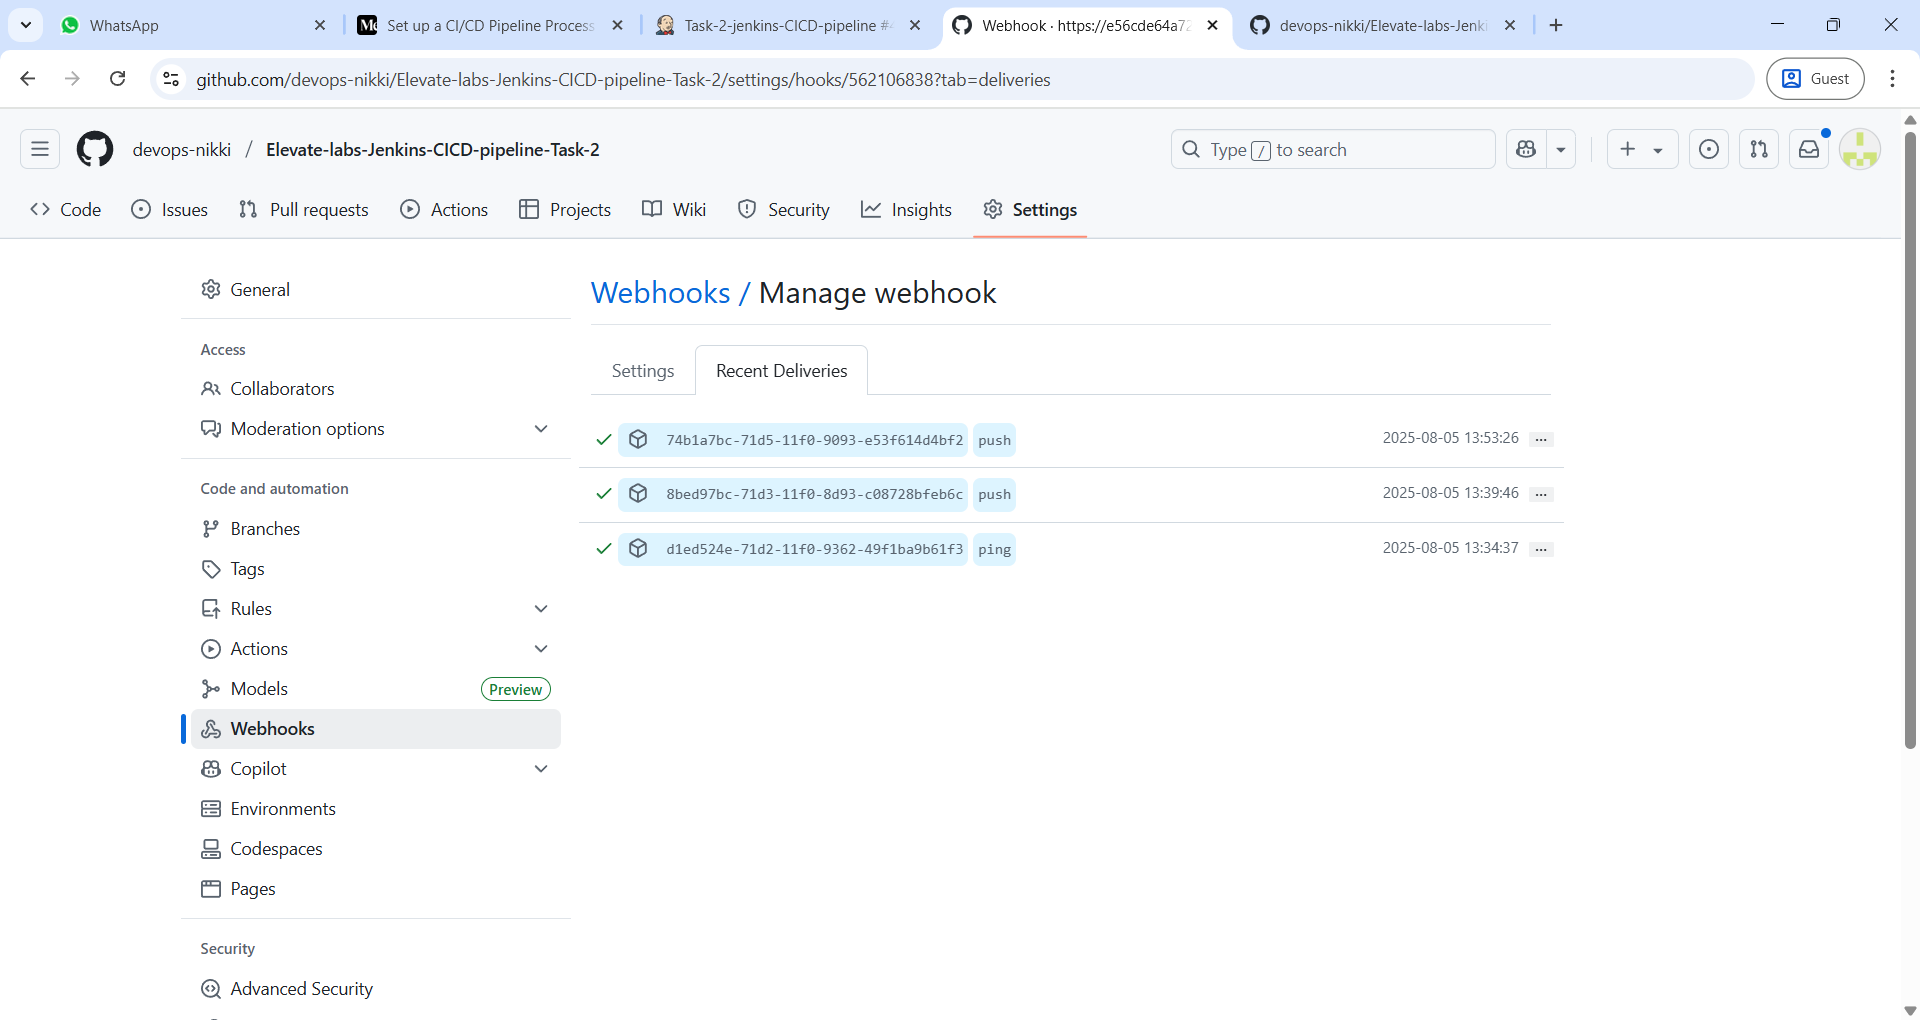 WhatsApp
Set up a CI/CD Pipeline Process
Task-2-jenkins-CICD-pipeline #
Webhook · https://e56cde64a72
devops-nikki/Elevate-labs-Jenki
github.com/devops-nikki/Elevate-labs-Jenkins-CICD-pipeline-Task-2/settings/hooks/562106838?tab=deliveries
Guest
devops-nikki / Elevate-labs-Jenkins-CICD-pipeline-Task-2
Type / to search
Code
Issues
Pull requests
Actions
Projects
Wiki
Security
Insights
Settings
General
Access
Collaborators
Moderation options
Code and automation
Branches
Tags
Rules
Actions
Models Preview
Webhooks
Copilot
Environments
Codespaces
Pages
Security
Advanced Security
Webhooks / Manage webhook
Settings
Recent Deliveries
74b1a7bc-71d5-11f0-9093-e53f614d4bf2 push 2025-08-05 13:53:26 ...
8bed97bc-71d3-11f0-8d93-c08728bfeb6c push 2025-08-05 13:39:46 ...
d1ed524e-71d2-11f0-9362-49f1ba9b61f3 ping 2025-08-05 13:34:37 ...